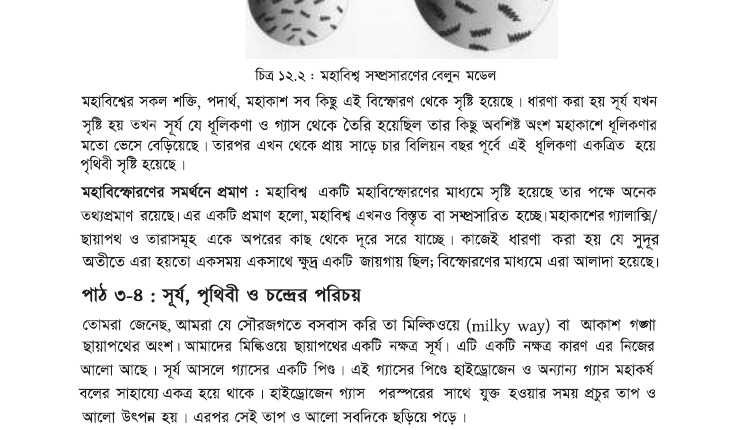 চিত্র ১২.২ : মহাবিশ্ব সম্প্রসারণের বেলুন মডেল
মহাবিশ্বের সকল শক্তি, পদার্থ, মহাকাশ সব কিছু এই বিস্ফোরণ থেকে সৃষ্টি হয়েছে। ধারণা করা হয় সূর্য যখন
সৃষ্টি হয় তখন সূর্য যে ধূলিকণা ও গ্যাস থেকে তৈরি হয়েছিল তার কিছু অবশিষ্ট অংশ মহাকাশে ধূলিকণার
মতো ভেসে বেড়িয়েছে। তারপর এখন থেকে প্রায় সাড়ে চার বিলিয়ন বছর পূর্বে এই ধূলিকণা একত্রিত হয়ে
পৃথিবী সৃষ্টি হয়েছে।
মহাবিস্ফোরণের সমর্থনে প্রমাণ : মহাবিশ্ব একটি মহাবিস্ফোরণের মাধ্যমে সৃষ্টি হয়েছে তার পক্ষে অনেক
তথ্যপ্রমাণ রয়েছে। এর একটি প্রমাণ হলো, মহাবিশ্ব এখনও বিস্তৃত বা সম্প্রসারিত হচ্ছে। মহাকাশের গ্যালাক্সি/
ছায়াপথ ও তারাসমূহ একে অপরের কাছ থেকে দূরে সরে যাচ্ছে। কাজেই ধারণা করা হয় যে সুদূর
অতীতে এরা হয়তো একসময় একসাথে ক্ষুদ্র একটি জায়গায় ছিল; বিস্ফোরণের মাধ্যমে এরা আলাদা হয়েছে।
পাঠ ৩-৪ : সূর্য, পৃথিবী ও চন্দ্রের পরিচয়
তোমরা জেনেছ, আমরা যে সৌরজগতে বসবাস করি তা মিল্কিওয়ে (milky way) বা আকাশ গঙ্গা
ছায়াপথের অংশ। আমাদের মিল্কিওয়ে ছায়াপথের একটি নক্ষত্র সূর্য। এটি একটি নক্ষত্র কারণ এর নিজের
আলো আছে। সূর্য আসলে গ্যাসের একটি পিণ্ড। এই গ্যাসের পিণ্ডে হাইড্রোজেন ও অন্যান্য গ্যাস মহাকর্ষ
বলের সাহায্যে একত্র হয়ে থাকে। হাইড্রোজেন গ্যাস পরস্পরের সাথে যুক্ত হওয়ার সময় প্রচুর তাপ ও
আলো উৎপন্ন হয়। এরপর সেই তাপ ও আলো সবদিকে ছড়িয়ে পড়ে।